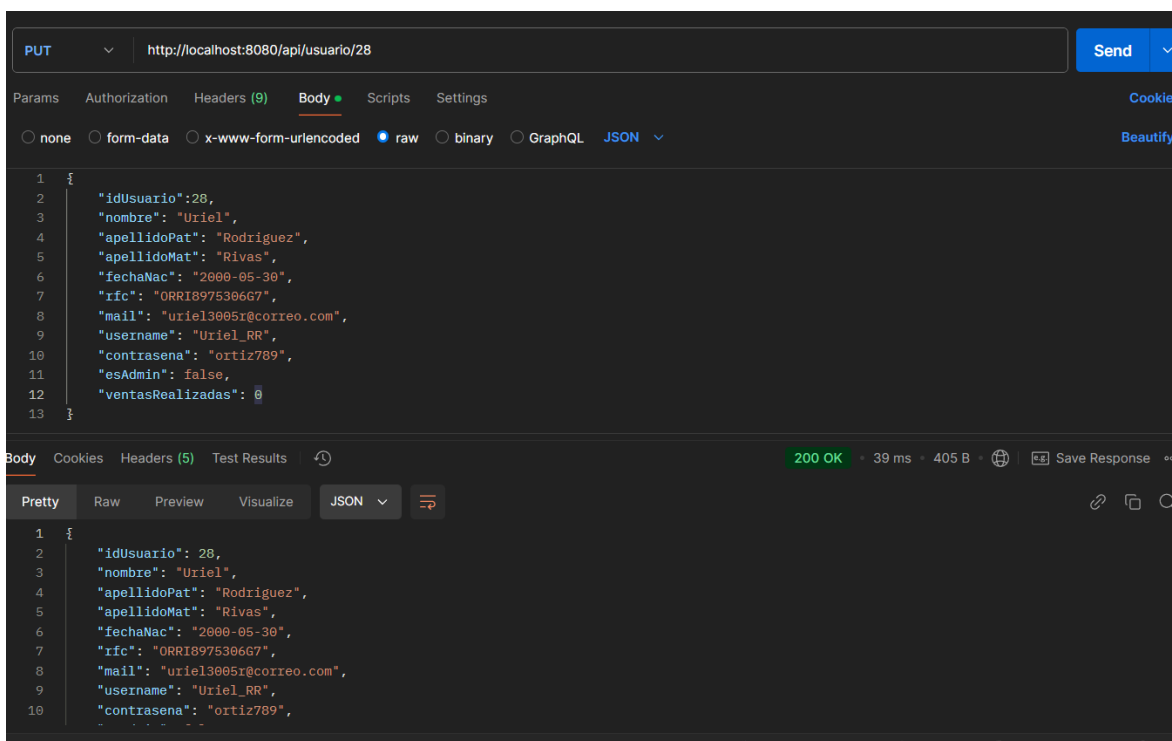 PUT http://localhost:8080/api/usuario/28 Send
Params Authorization Headers (9) Body Scripts Settings Cookie
none form-data x-www-form-urlencoded raw binary GraphQL JSON Beautify
1 {
2 "idUsuario":28,
3 "nombre": "Uriel",
4 "apellidoPat": "Rodriguez",
5 "apellidoMat": "Rivas",
6 "fechaNac": "2000-05-30",
7 "rfc": "ORRI8975306G7",
8 "mail": "uriel3005r@correo.com",
9 "username": "Uriel_RR",
10 "contrasena": "ortiz789",
11 "esAdmin": false,
12 "ventasRealizadas": 0
13 }
Body Cookies Headers (5) Test Results 200 OK 39 ms 405 B e.g. Save Response
Pretty Raw Preview Visualize JSON
1 {
2 "idUsuario": 28,
3 "nombre": "Uriel",
4 "apellidoPat": "Rodriguez",
5 "apellidoMat": "Rivas",
6 "fechaNac": "2000-05-30",
7 "rfc": "ORRI8975306G7",
8 "mail": "uriel3005r@correo.com",
9 "username": "Uriel_RR",
10 "contrasena": "ortiz789",